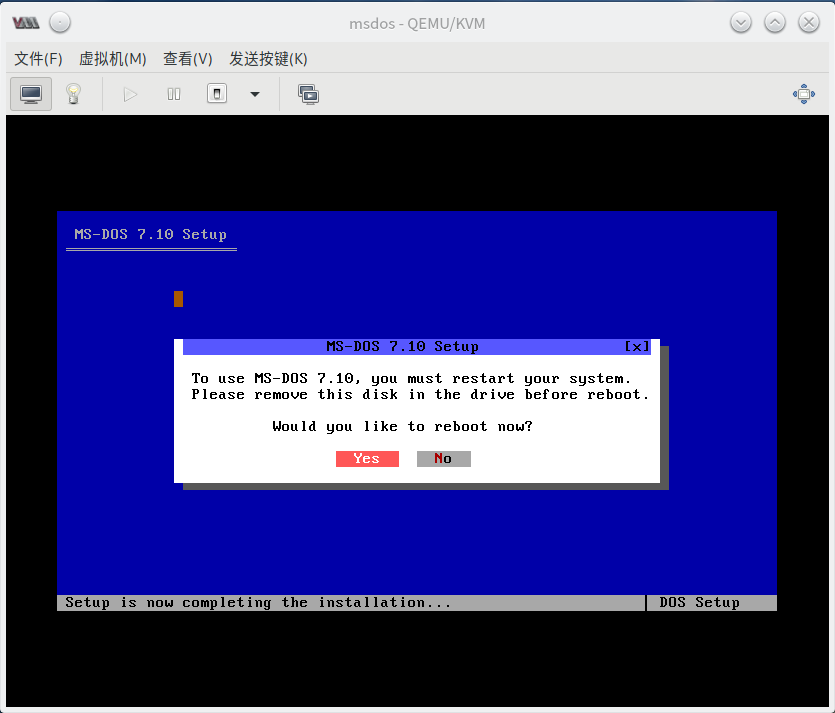 msdos - QEMU/KVM
文件(F) 虚拟机(M) 查看(V) 发送按键(K)
MS-DOS 7.10 Setup
MS-DOS 7.10 Setup [x]
To use MS-DOS 7.10, you must restart your system.
Please remove this disk in the drive before reboot.
Would you like to reboot now?
Yes No
Setup is now completing the installation... DOS Setup